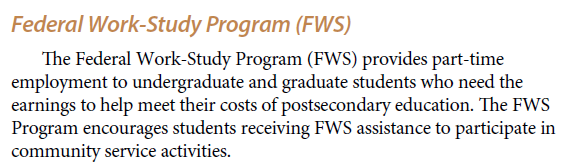 Federal Work-Study Program (FWS)
The Federal Work-Study Program (FWS) provides part-time
employment to undergraduate and graduate students who need the
earnings to help meet their costs of postsecondary education. The FWS
Program encourages students receiving FWS assistance to participate in
community service activities.